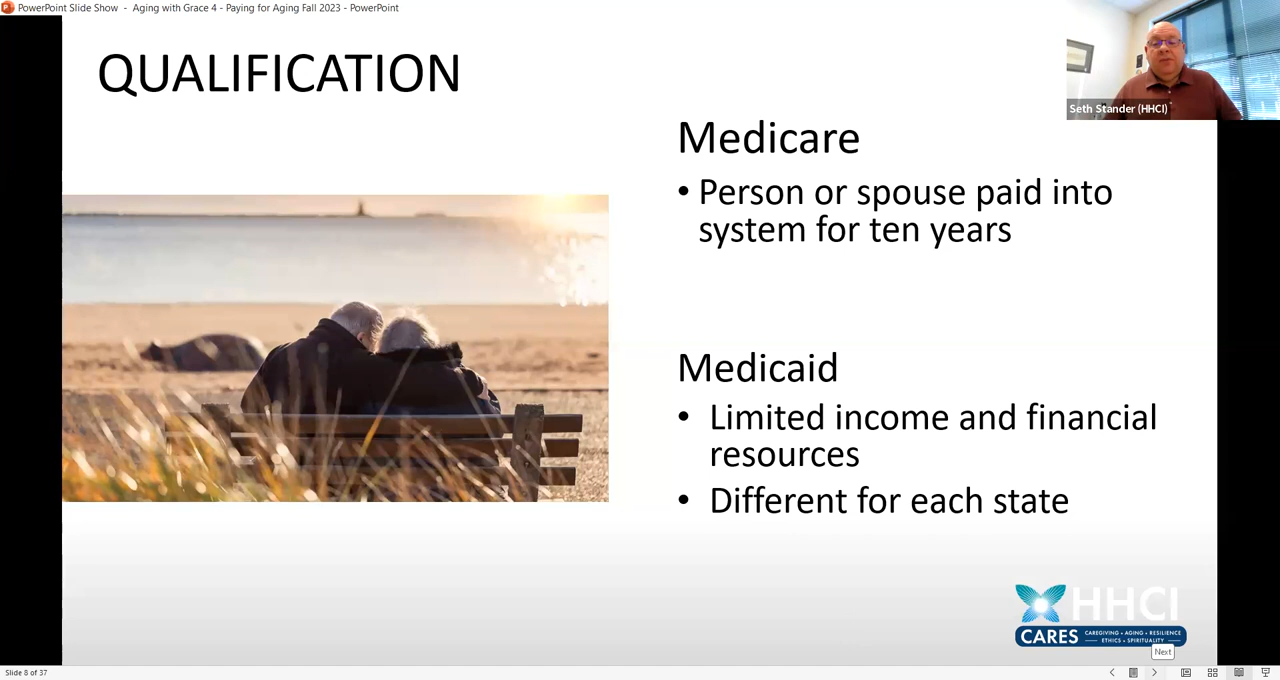 PowerPoint Slide Show - Aging with Grace 4 - Paying for Aging Fall 2023 - PowerPoint
QUALIFICATION
Seth Stander (HHCI)
Medicare
• Person or spouse paid into
system for ten years
Medicaid
• Limited income and financial
resources
• Different for each state
HHCI
CARES
CAREGIVING • AGING • RESILIENCE
ETHICS • SPIRITUALITY
Next
Slide 8 of 37